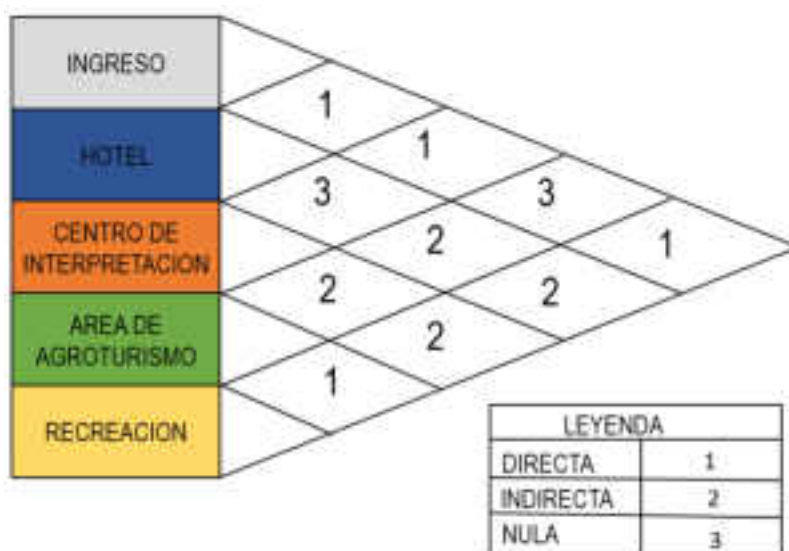 INGRESO
1
HOTEL
1
3
3
CENTRO DE
INTERPRETACION
2
1
2
2
AREA DE
AGROTURISMO
2
1
RECREACION
LEYENDA
DIRECTA 1
INDIRECTA 2
NULA 3